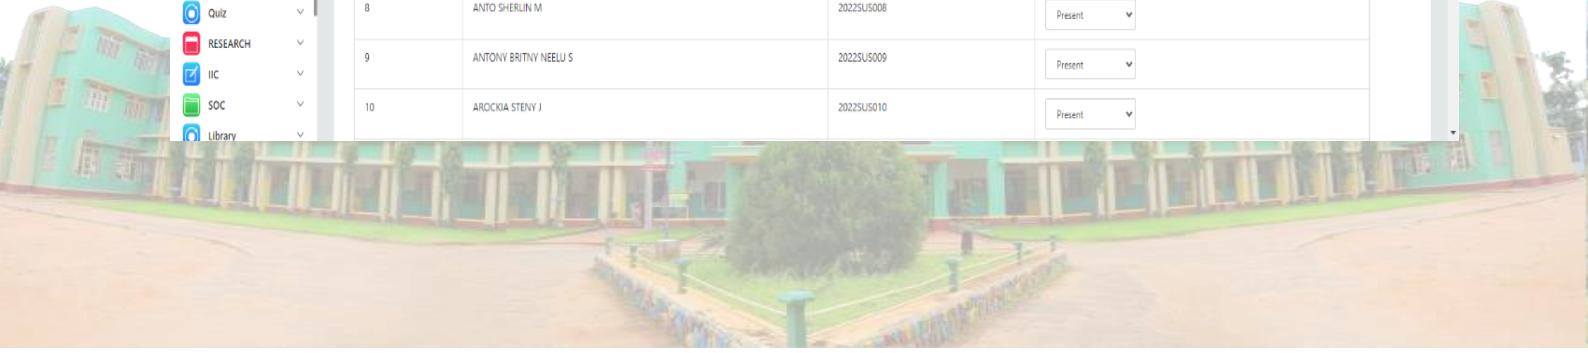 Quiz
8 ANTO SHERLIN M 2022SUS008 Present
RESEARCH
9 ANTONY BRITNY NEELU S 2022SUS009 Present
IIC
SOC
10 AROCKIA STENY J 2022SUS010 Present
Library